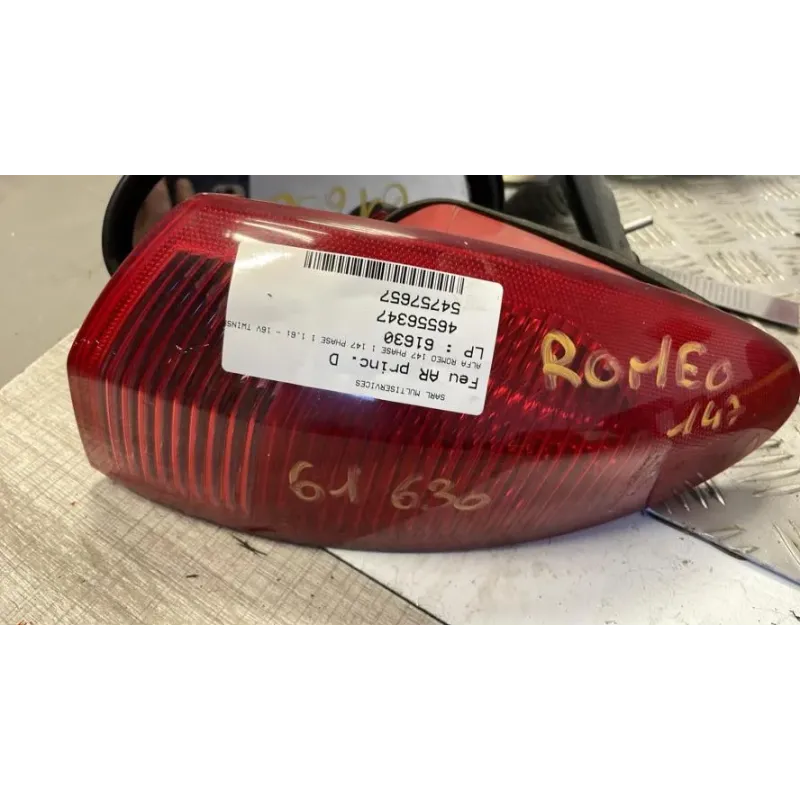 SARL MULTISERVICES
Feu AR princ. D
ALFA ROMEO 147 PHASE 1 147 PHASE 1 1.6i - 16V TWINS
LP : 61630
46556347
54757657
ROMEO
147
61 630